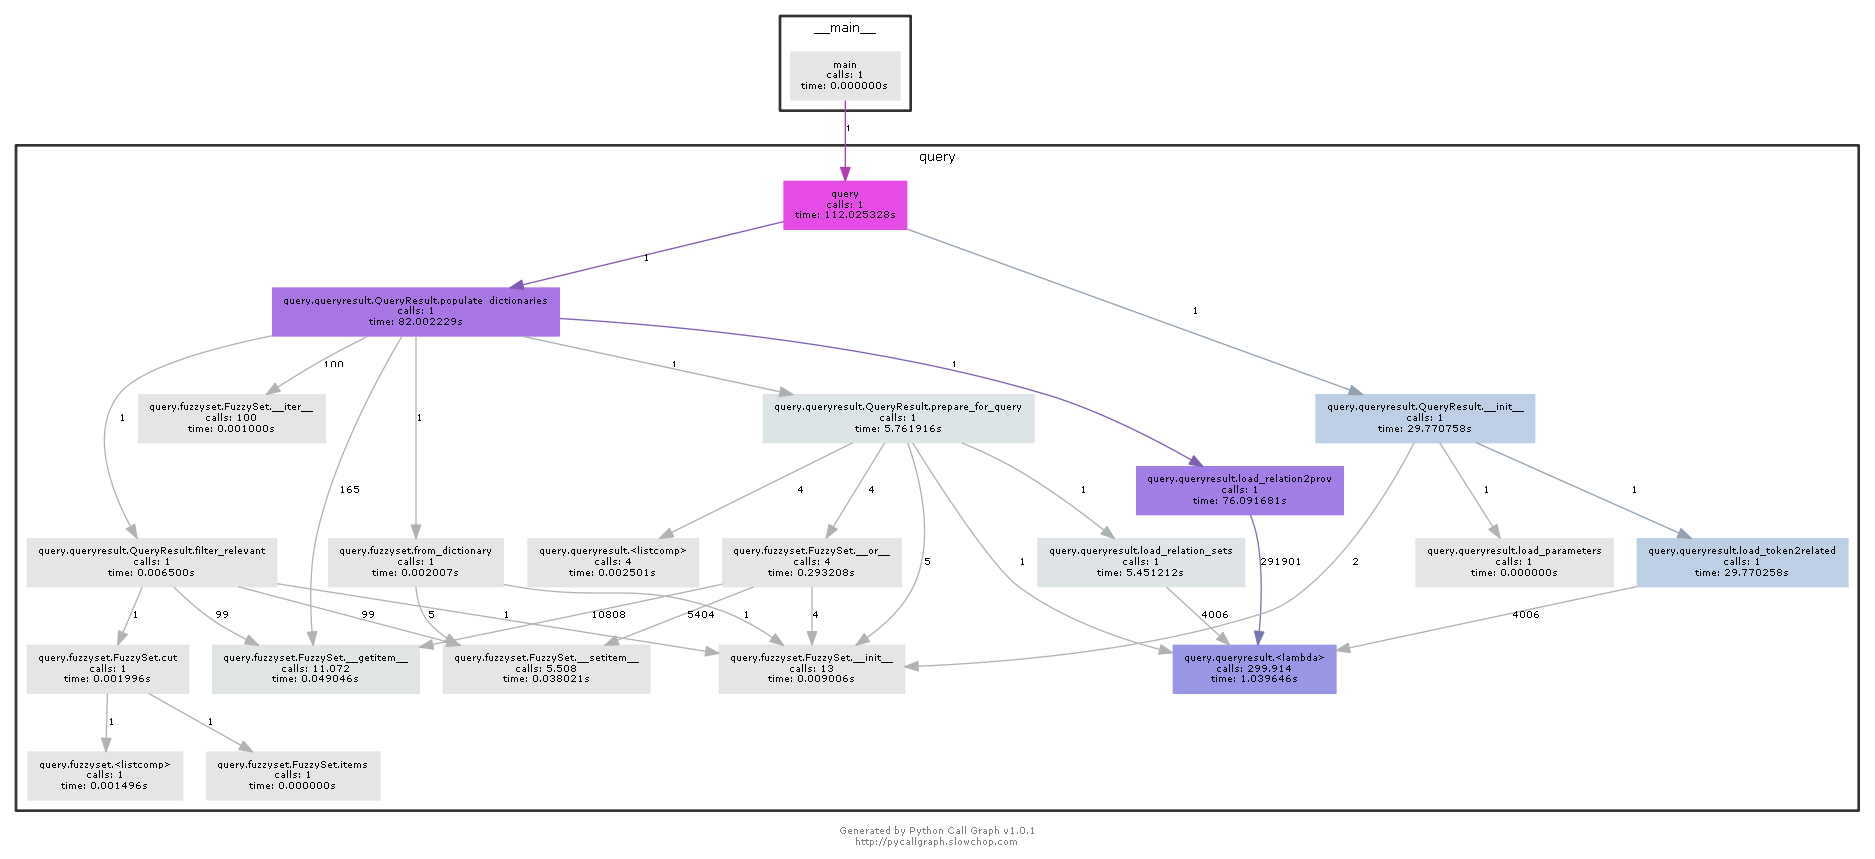 __main__
main
calls: 1
time: 0.000000s
1
query
query
calls: 1
time: 112.025328s
1
1
query.queryresult.QueryResult.populate_dictionaries
calls: 1
time: 82.002229s
1
100
165
1
1
1
query.fuzzyset.FuzzySet.__iter__
calls: 100
time: 0.001000s
query.queryresult.QueryResult.prepare_for_query
calls: 1
time: 5.761916s
query.queryresult.QueryResult.__init__
calls: 1
time: 29.770758s
query.queryresult.load_relation2prov
calls: 1
time: 76.091681s
4
4
5
1
1
2
1
1
query.queryresult.QueryResult.filter_relevant
calls: 1
time: 0.006500s
query.fuzzyset.from_dictionary
calls: 1
time: 0.002007s
query.queryresult.<listcomp>
calls: 4
time: 0.002501s
query.fuzzyset.FuzzySet.__or__
calls: 4
time: 0.293208s
query.queryresult.load_relation_sets
calls: 1
time: 5.451212s
query.queryresult.load_parameters
calls: 1
time: 0.000000s
query.queryresult.load_token2related
calls: 1
time: 29.770258s
291901
1
99
99
5
1
10808
5404
1
4
4006
4006
query.fuzzyset.FuzzySet.cut
calls: 1
time: 0.001996s
query.fuzzyset.FuzzySet.__getitem__
calls: 11.072
time: 0.049046s
query.fuzzyset.FuzzySet.__setitem__
calls: 5.508
time: 0.038021s
query.fuzzyset.FuzzySet.__init__
calls: 13
time: 0.009006s
query.queryresult.<lambda>
calls: 299.914
time: 1.039646s
1
1
query.fuzzyset.<listcomp>
calls: 1
time: 0.001496s
query.fuzzyset.FuzzySet.items
calls: 1
time: 0.000000s
Generated by Python Call Graph v1.0.1
http://pycallgraph.slowchop.com